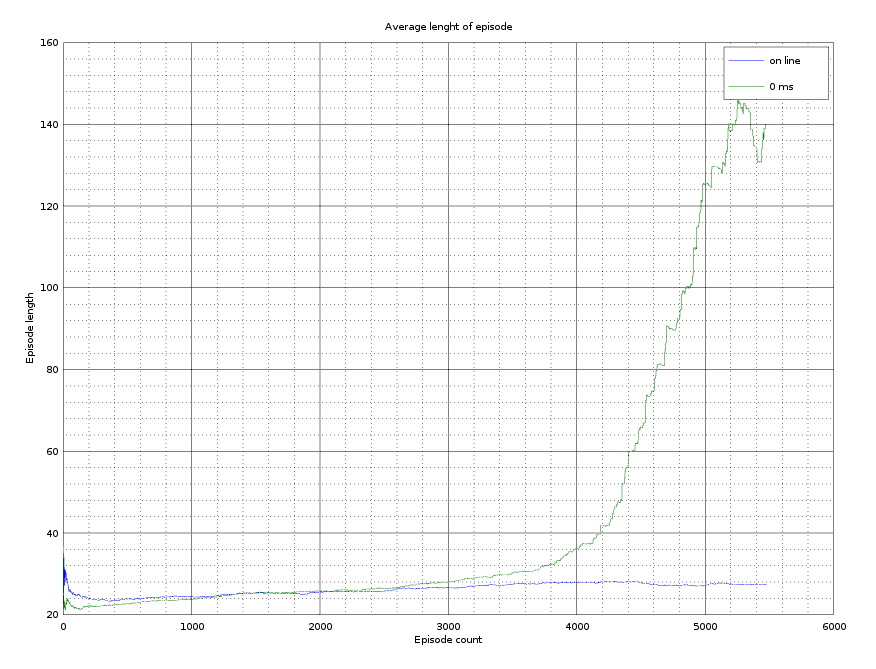 Average lenght of episode
160
on line
0 ms
140
120
100
Episode length
80
60
40
20
0 1000 2000 3000 4000 5000 6000
Episode count